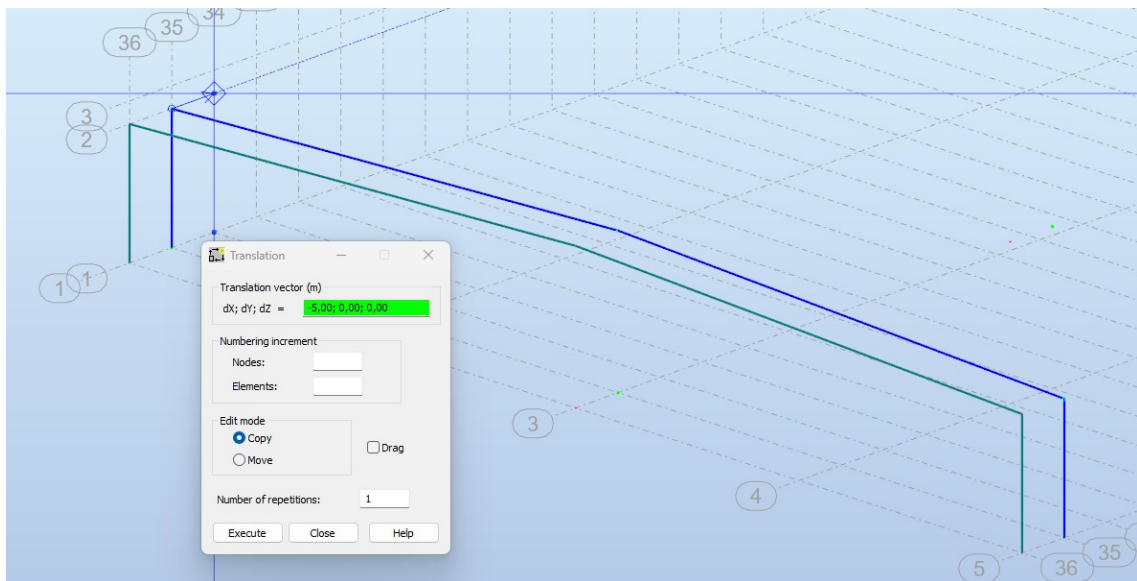 36
35
34
3
2
1
1
Translation
Translation vector (m)
dX; dY; dZ =
-5,00; 0,00; 0,00
Numbering increment
Nodes:
Elements:
Edit mode
Copy
Move
Drag
Number of repetitions:
1
Execute
Close
Help
3
4
5
36
35